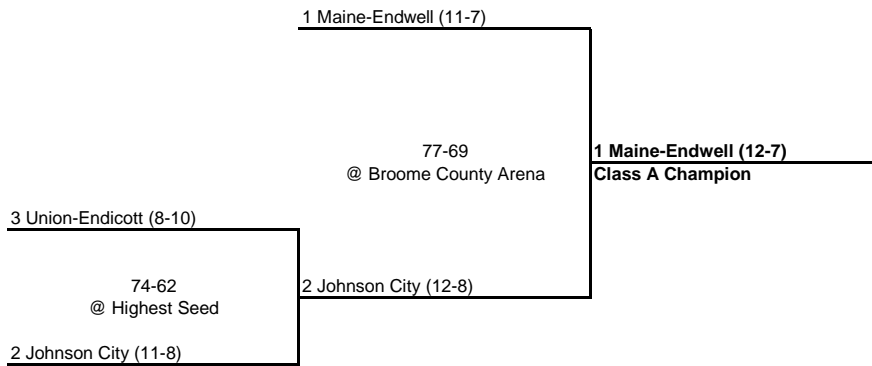 1 Maine-Endwell (11-7)
77-69
@ Broome County Arena
1 Maine-Endwell (12-7)
Class A Champion
3 Union-Endicott (8-10)
74-62
@ Highest Seed
2 Johnson City (12-8)
2 Johnson City (11-8)